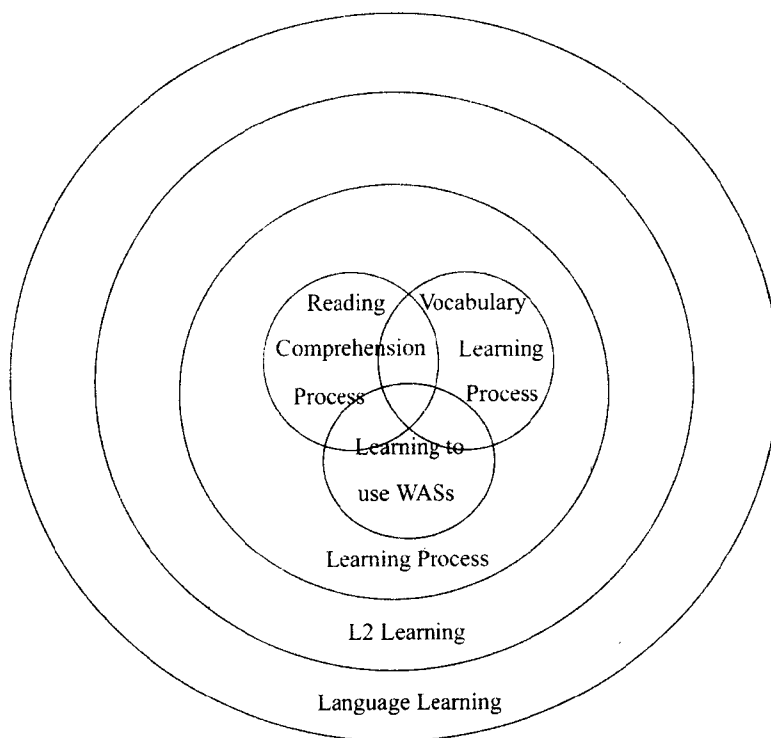 Reading
Comprehension
Process
Vocabulary
Learning
Process
Learning to
use WASs
Learning Process
L2 Learning
Language Learning